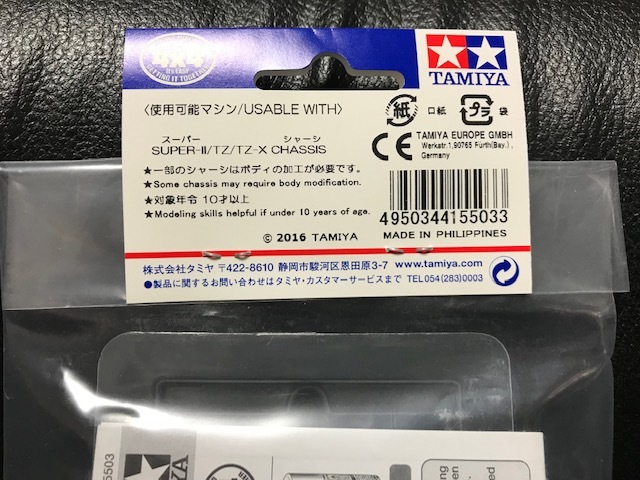 4x4
GETTING IT TOGETHER
TAMIYA
〈使用可能マシン/USABLE WITH〉
スーパー シャーシ
SUPER-II/TZ/TZ-X CHASSIS
★一部のシャーシはボディの加工が必要です。
★Some chassis may require body modification.
★対象年令 10才以上
★Modeling skills helpful if under 10 years of age.
© 2016 TAMIYA
紙 口紙 プラ 袋
CE TAMIYA EUROPE GMBH
Werkstr.1,90765 Fürth(Bay).,
Germany
4950344155033
MADE IN PHILIPPINES
株式会社タミヤ 〒422-8610 静岡市駿河区恩田原3-7 www.tamiya.com
●製品に関するお問い合わせはタミヤ・カスタマーサービスまで TEL054(283)0003
5503
MIYA